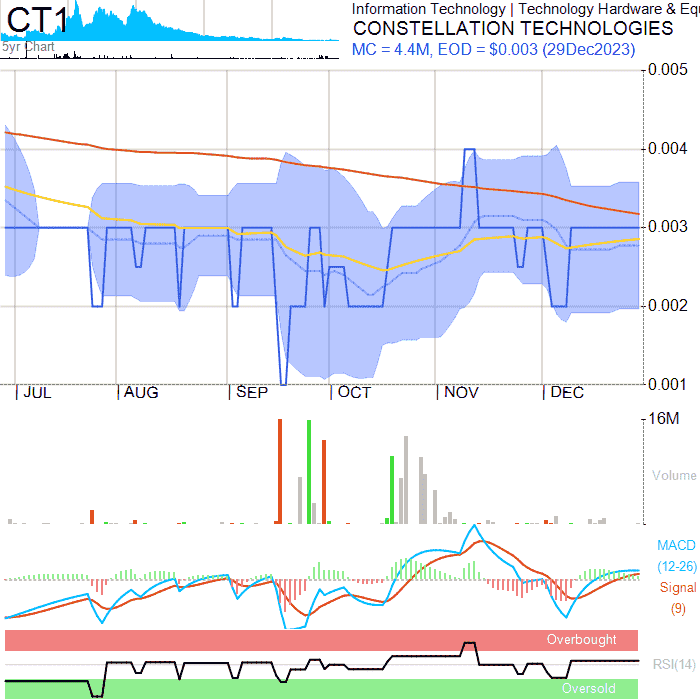 CT1
5yr Chart
Information Technology | Technology Hardware & Equ
CONSTELLATION TECHNOLOGIES
MC = 4.4M, EOD = $0.003 (29Dec2023)
0.005
0.004
0.003
0.002
0.001
JUL AUG SEP OCT NOV DEC
16M
Volume
MACD
(12-26)
Signal
(9)
Overbought
RSI(14)
Oversold